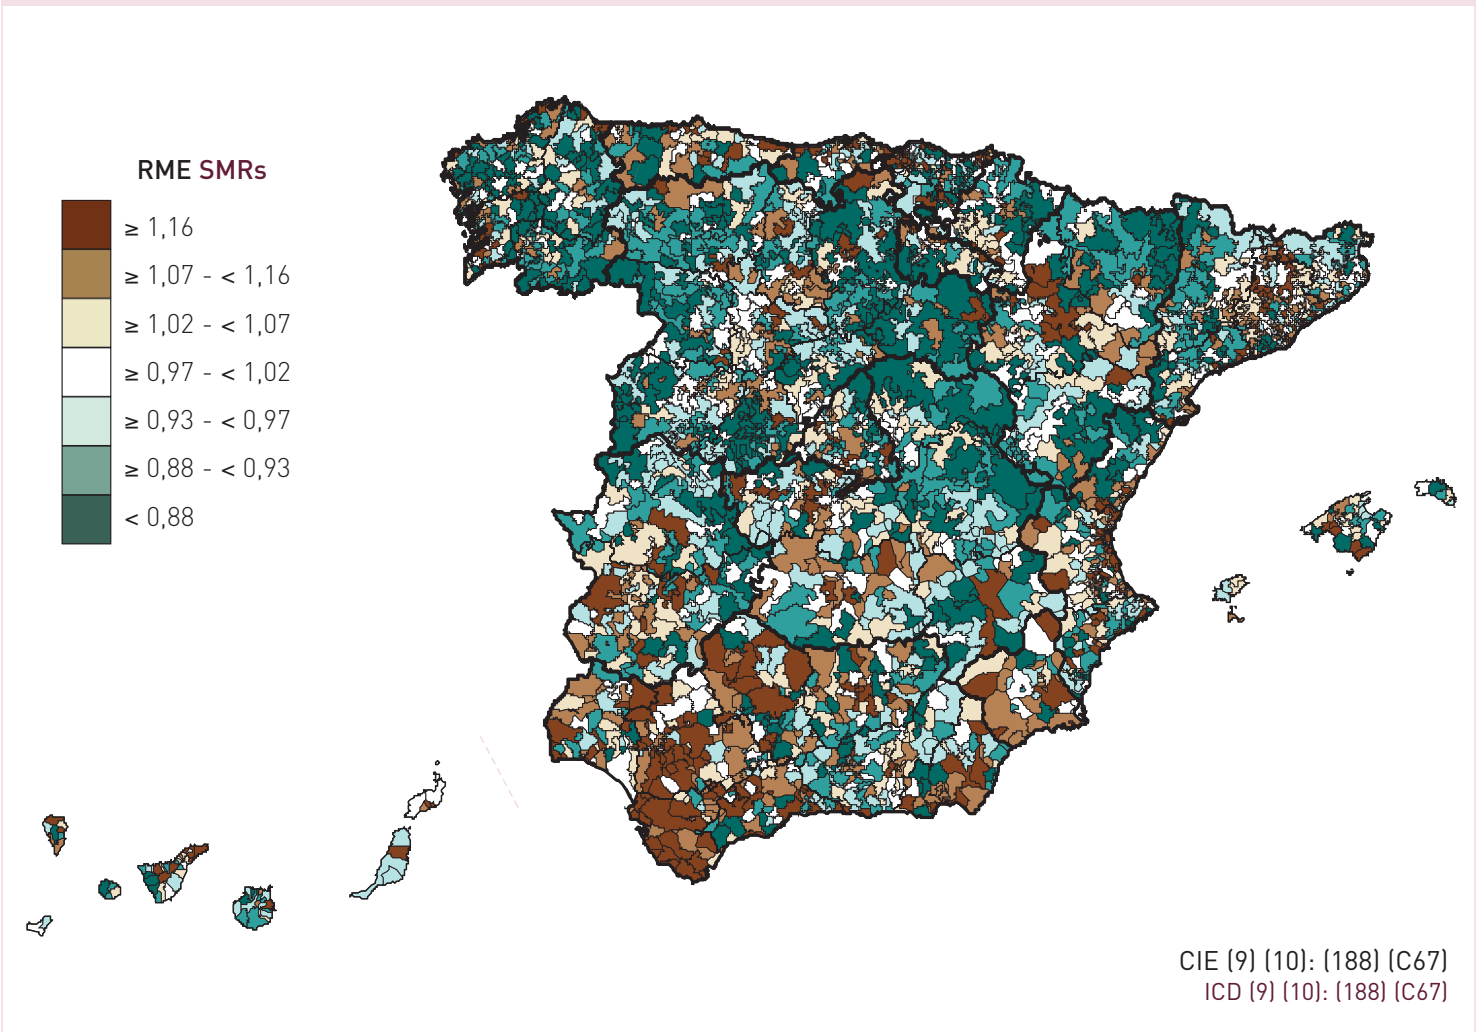 RME SMRs
≥ 1,16
≥ 1,07 - < 1,16
≥ 1,02 - < 1,07
≥ 0,97 - < 1,02
≥ 0,93 - < 0,97
≥ 0,88 - < 0,93
< 0,88
CIE (9) (10): (188) (C67)
ICD (9) (10): (188) (C67)